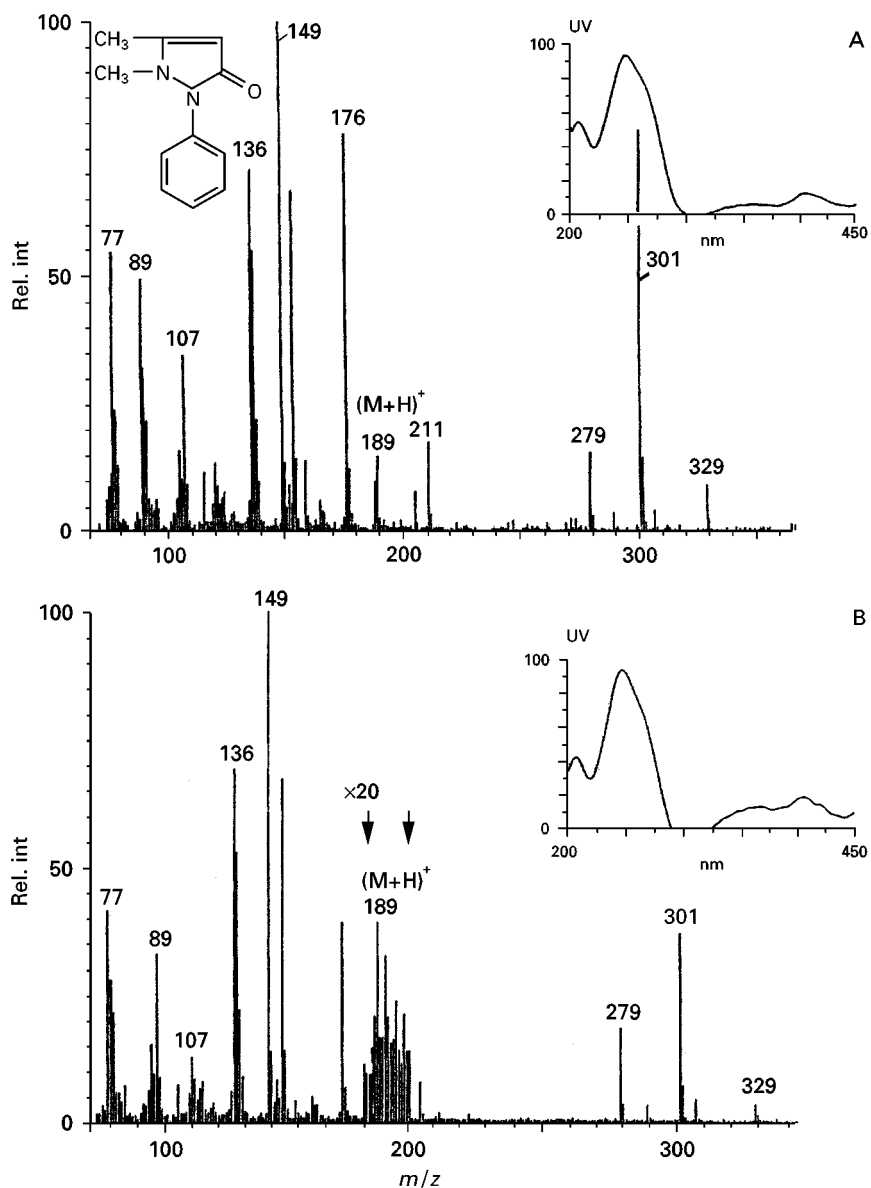 A
100
Rel. int
50
0
CH₃
CH₃
N
N
O
77
89
107
136
149
176
(M+H)⁺
189
211
279
301
329
100
200
300
UV
100
0
200
nm
450
B
100
Rel. int
50
0
77
89
107
136
149
×20
(M+H)⁺
189
279
301
329
100
200
300
m/z
UV
100
0
200
nm
450